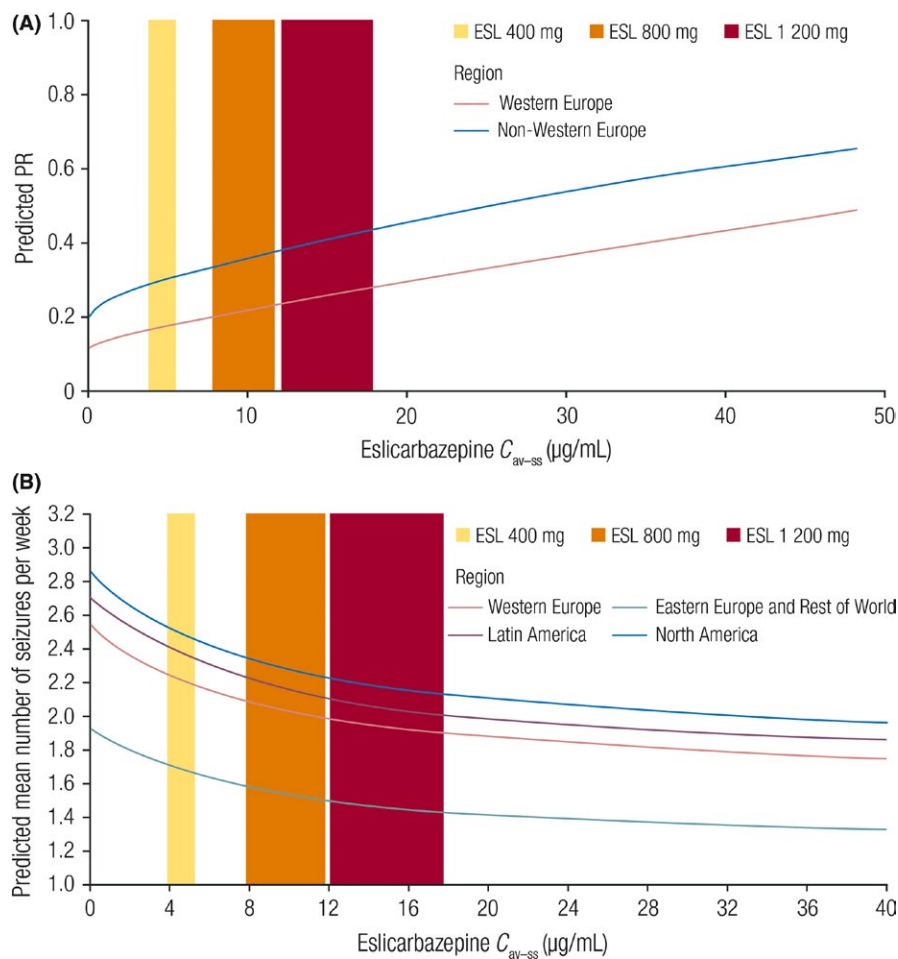 (A)
1.0
0.8
0.6
0.4
0.2
0
Predicted PR
ESL 400 mg ESL 800 mg ESL 1 200 mg
Region
Western Europe
Non-Western Europe
0 10 20 30 40 50
Eslicarbazepine Cav–ss (µg/mL)
(B)
3.2
3.0
2.8
2.6
2.4
2.2
2.0
1.8
1.6
1.4
1.2
1.0
Predicted mean number of seizures per week
ESL 400 mg ESL 800 mg ESL 1 200 mg
Region
Western Europe Eastern Europe and Rest of World
Latin America North America
0 4 8 12 16 20 24 28 32 36 40
Eslicarbazepine Cav–ss (µg/mL)